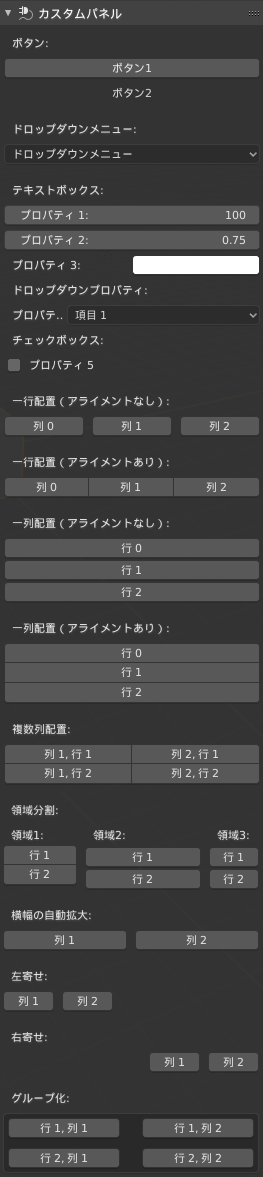 カスタムパネル
ボタン:
ボタン1
ボタン2
ドロップダウンメニュー:
ドロップダウンメニュー
テキストボックス:
プロパティ 1: 100
プロパティ 2: 0.75
プロパティ 3:
ドロップダウンプロパティ:
プロパテ.. 項目 1
チェックボックス:
プロパティ 5
一行配置(アライメントなし):
列 0 列 1 列 2
一行配置(アライメントあり):
列 0 列 1 列 2
一列配置(アライメントなし):
行 0
行 1
行 2
一列配置(アライメントあり):
行 0
行 1
行 2
複数列配置:
列 1, 行 1 列 2, 行 1
列 1, 行 2 列 2, 行 2
領域分割:
領域1: 領域2: 領域3:
行 1 行 1 行 1
行 2 行 2 行 2
横幅の自動拡大:
列 1 列 2
左寄せ:
列 1 列 2
右寄せ:
列 1 列 2
グループ化:
行 1, 列 1 行 1, 列 2
行 2, 列 1 行 2, 列 2